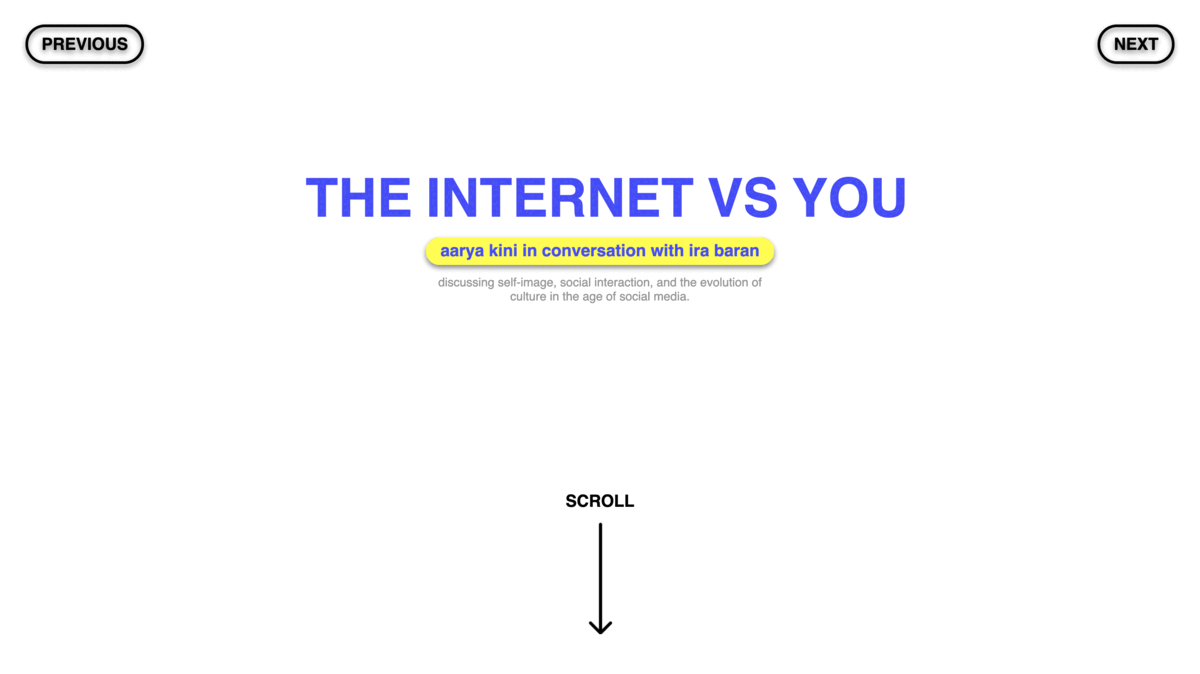 PREVIOUS
NEXT
THE INTERNET VS YOU
aarya kini in conversation with ira baran
discussing self-image, social interaction, and the evolution of
culture in the age of social media.
SCROLL